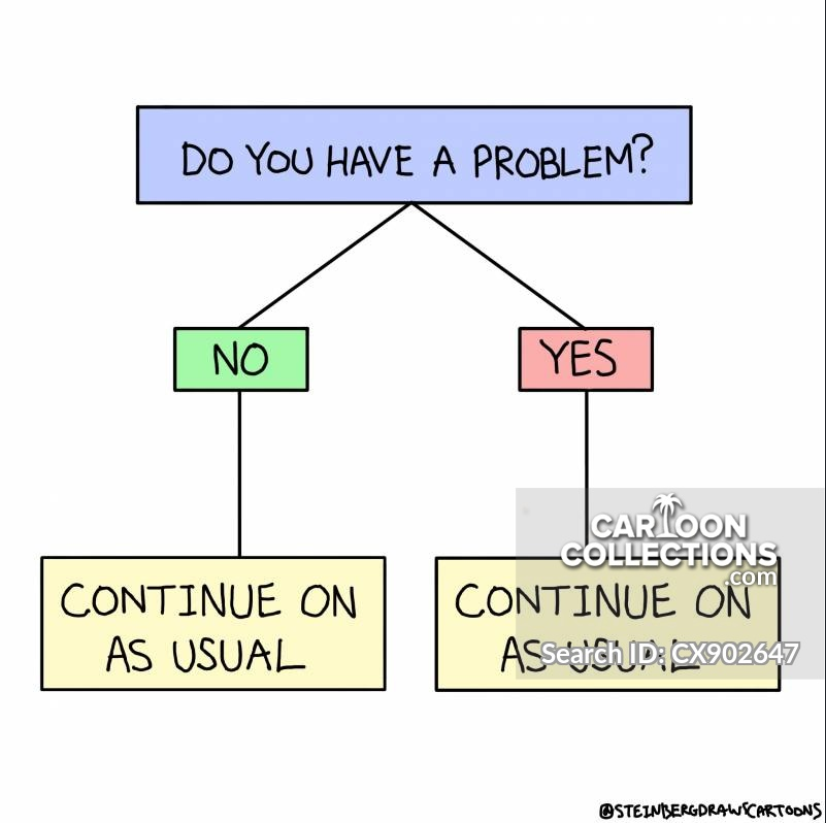 DO YOU HAVE A PROBLEM?
NO
YES
CONTINUE ON
AS USUAL
CONTINUE ON
AS USUAL
CARTOON
COLLECTIONS
.com
Search ID: CX902647
@STEINBERGDRAWSCARTOONS